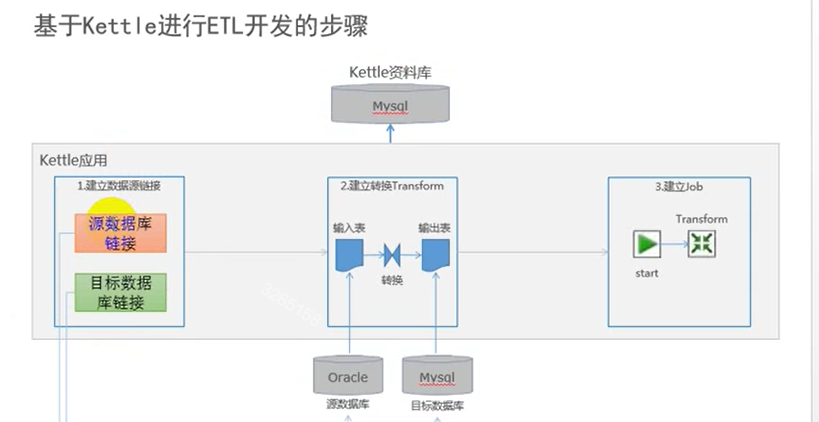 基于Kettle进行ETL开发的步骤
Kettle资料库
Mysql
Kettle应用
1.建立数据源链接
源数据库
链接
目标数据
库链接
2.建立转换Transform
输入表
输出表
转换
3.建立Job
Transform
start
Oracle
源数据库
Mysql
目标数据库